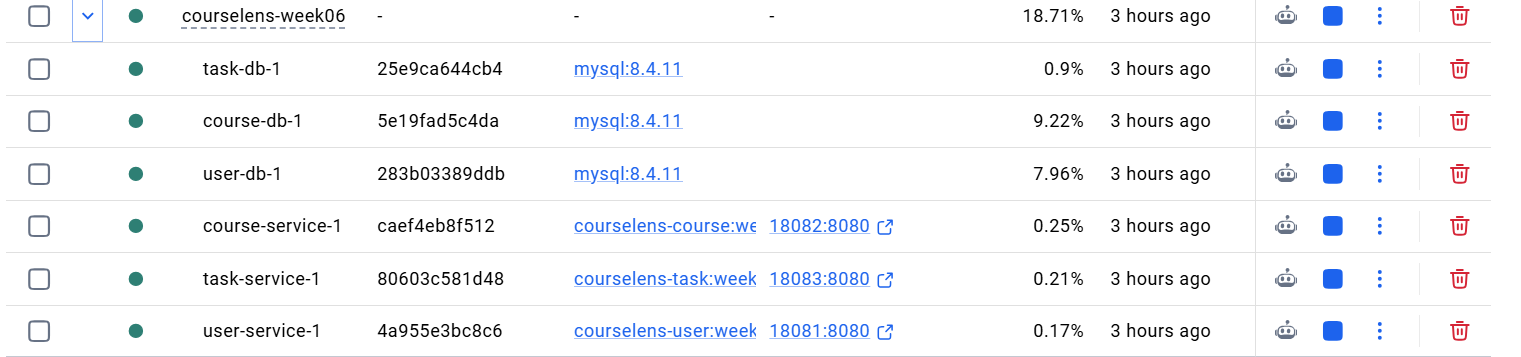 courselens-week06 - - - 18.71% 3 hours ago
task-db-1 25e9ca644cb4 mysql:8.4.11 0.9% 3 hours ago
course-db-1 5e19fad5c4da mysql:8.4.11 9.22% 3 hours ago
user-db-1 283b03389ddb mysql:8.4.11 7.96% 3 hours ago
course-service-1 caef4eb8f512 courselens-course:we 18082:8080 0.25% 3 hours ago
task-service-1 80603c581d48 courselens-task:week 18083:8080 0.21% 3 hours ago
user-service-1 4a955e3bc8c6 courselens-user:week 18081:8080 0.17% 3 hours ago